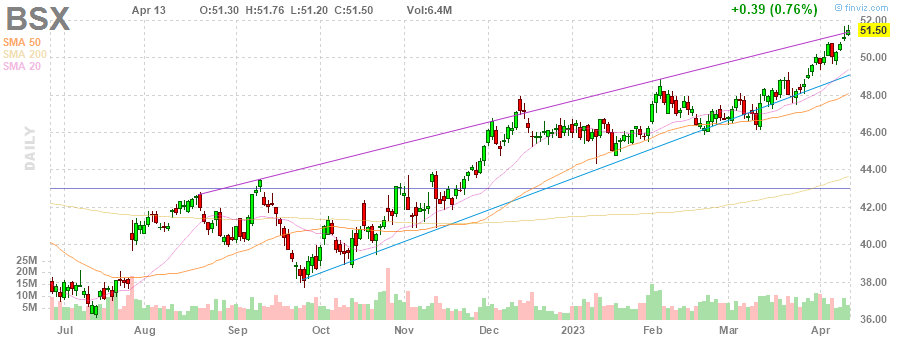 BSX
Apr 13 O:51.30 H:51.76 L:51.20 C:51.50 Vol:6.4M +0.39 (0.76%) © finviz.com
SMA 50
SMA 200
SMA 20
DAILY
52.00
51.50
50.00
48.00
46.00
44.00
42.00
40.00
38.00
36.00
25M
20M
15M
10M
5M
Jul Aug Sep Oct Nov Dec 2023 Feb Mar Apr